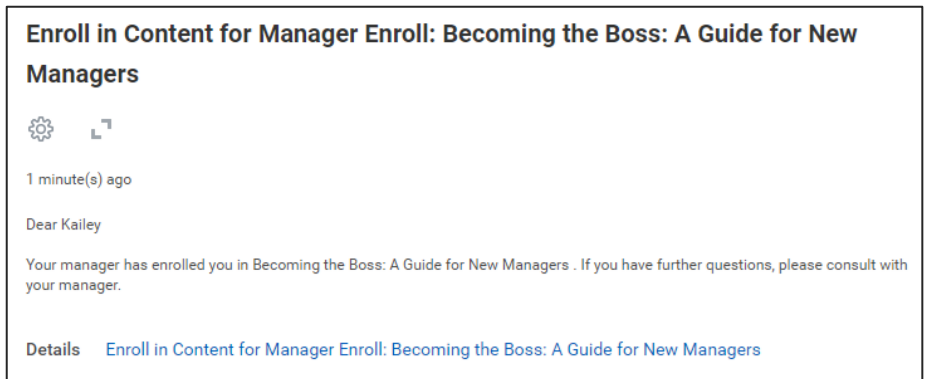 Enroll in Content for Manager Enroll: Becoming the Boss: A Guide for New
Managers
1 minute(s) ago
Dear Kailey
Your manager has enrolled you in Becoming the Boss: A Guide for New Managers . If you have further questions, please consult with
your manager.
Details Enroll in Content for Manager Enroll: Becoming the Boss: A Guide for New Managers